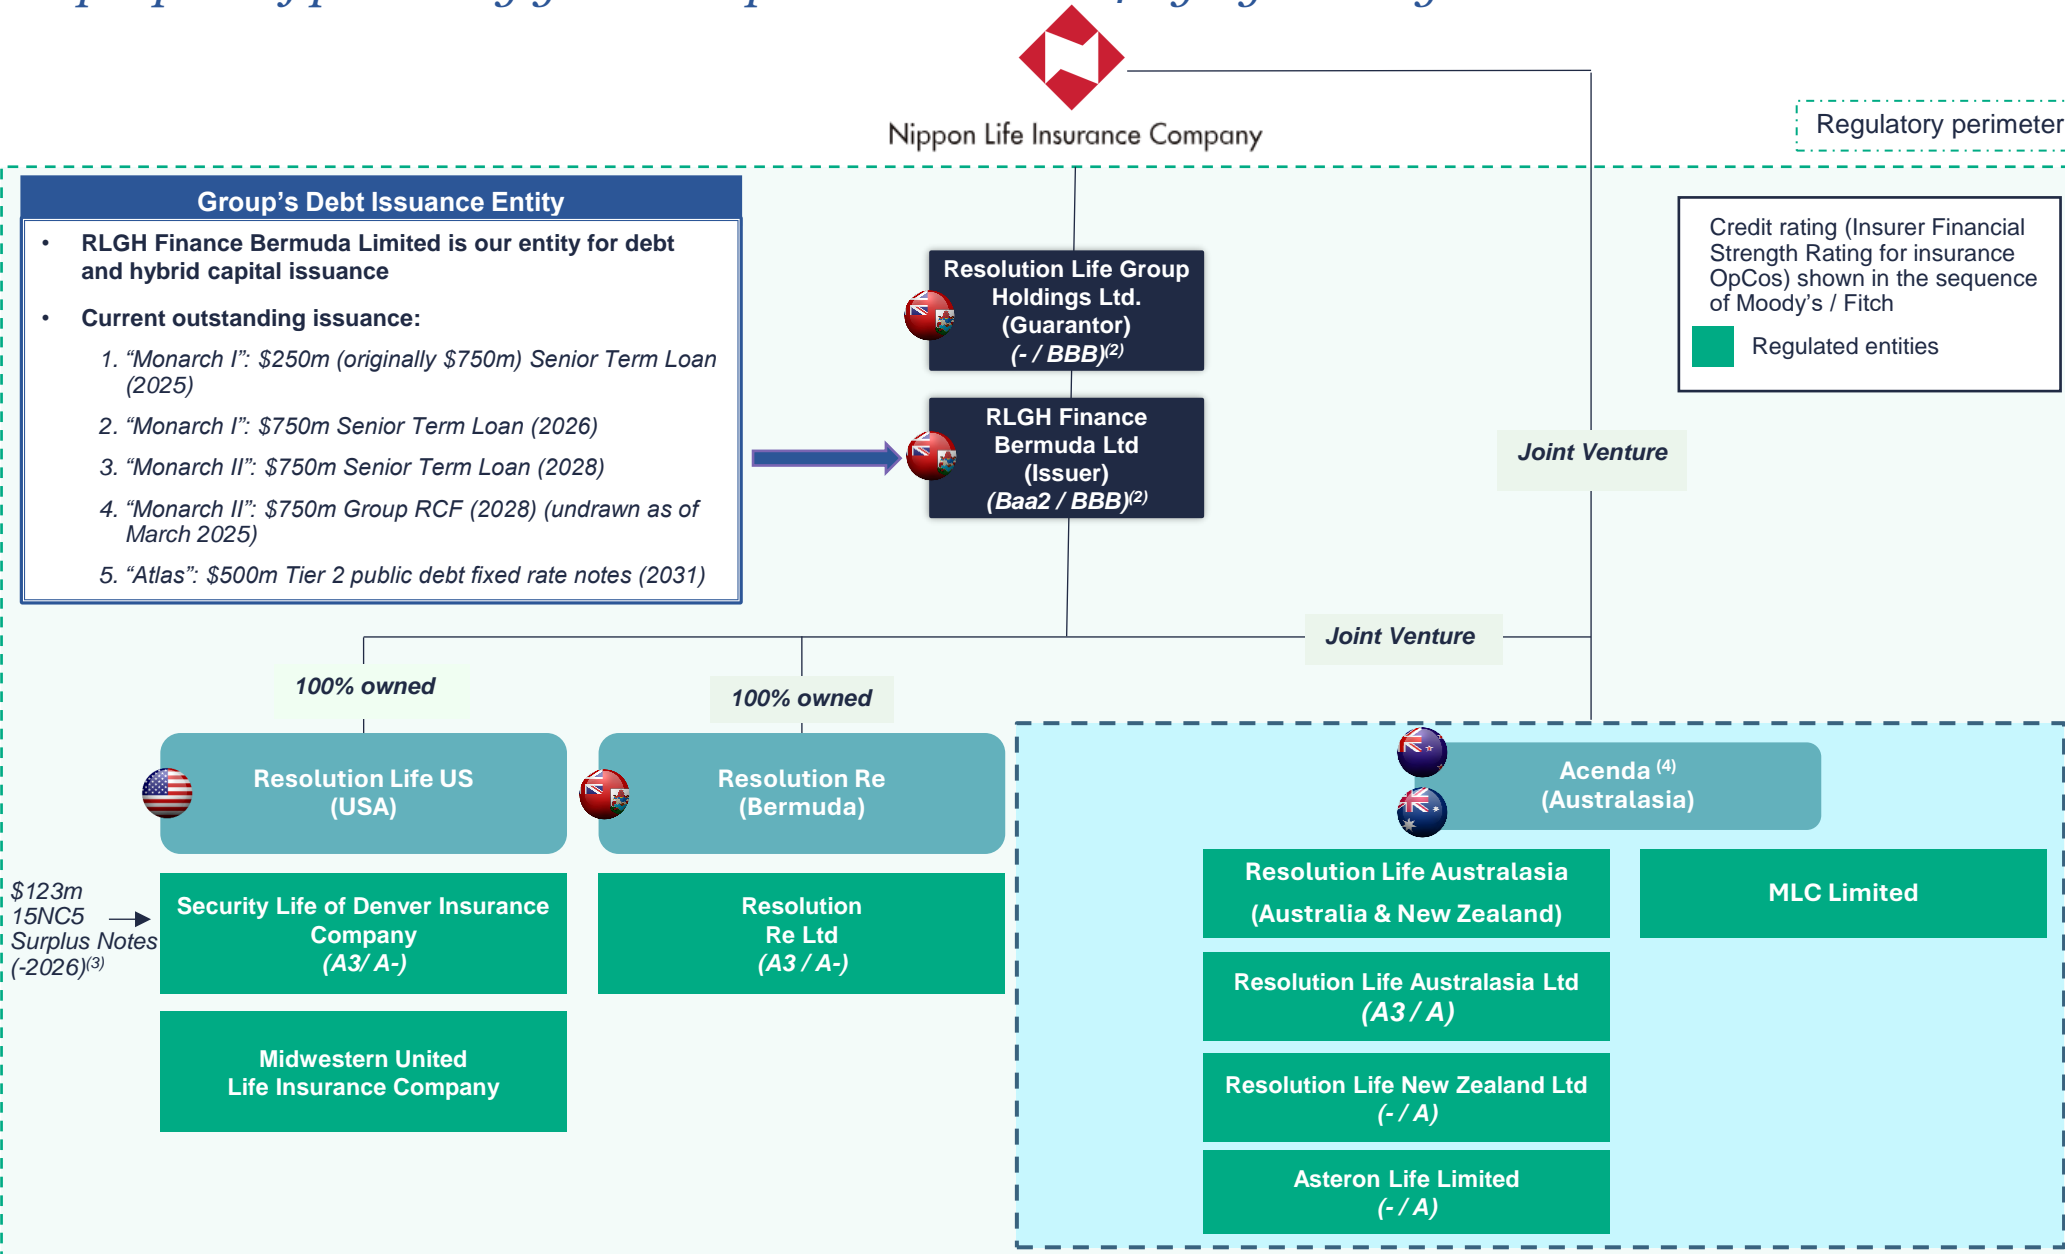 Nippon Life Insurance Company
Regulatory perimeter
Group's Debt Issuance Entity
• RLGH Finance Bermuda Limited is our entity for debt
and hybrid capital issuance
• Current outstanding issuance:
1. “Monarch I”: $250m (originally $750m) Senior Term Loan
(2025)
2. “Monarch I”: $750m Senior Term Loan (2026)
3. “Monarch II”: $750m Senior Term Loan (2028)
4. “Monarch II”: $750m Group RCF (2028) (undrawn as of
March 2025)
5. “Atlas”: $500m Tier 2 public debt fixed rate notes (2031)
Resolution Life Group
Holdings Ltd.
(Guarantor)
(- / BBB)(2)
RLGH Finance
Bermuda Ltd
(Issuer)
(Baa2 / BBB)(2)
Credit rating (Insurer Financial
Strength Rating for insurance
OpCos) shown in the sequence
of Moody’s / Fitch
Regulated entities
Joint Venture
Joint Venture
100% owned
100% owned
Resolution Life US
(USA)
Resolution Re
(Bermuda)
Acenda (4)
(Australasia)
$123m
15NC5
Surplus Notes
(-2026)(3)
Security Life of Denver Insurance
Company
(A3/ A-)
Midwestern United
Life Insurance Company
Resolution
Re Ltd
(A3 / A-)
Resolution Life Australasia
(Australia & New Zealand)
MLC Limited
Resolution Life Australasia Ltd
(A3 / A)
Resolution Life New Zealand Ltd
(- / A)
Asteron Life Limited
(- / A)